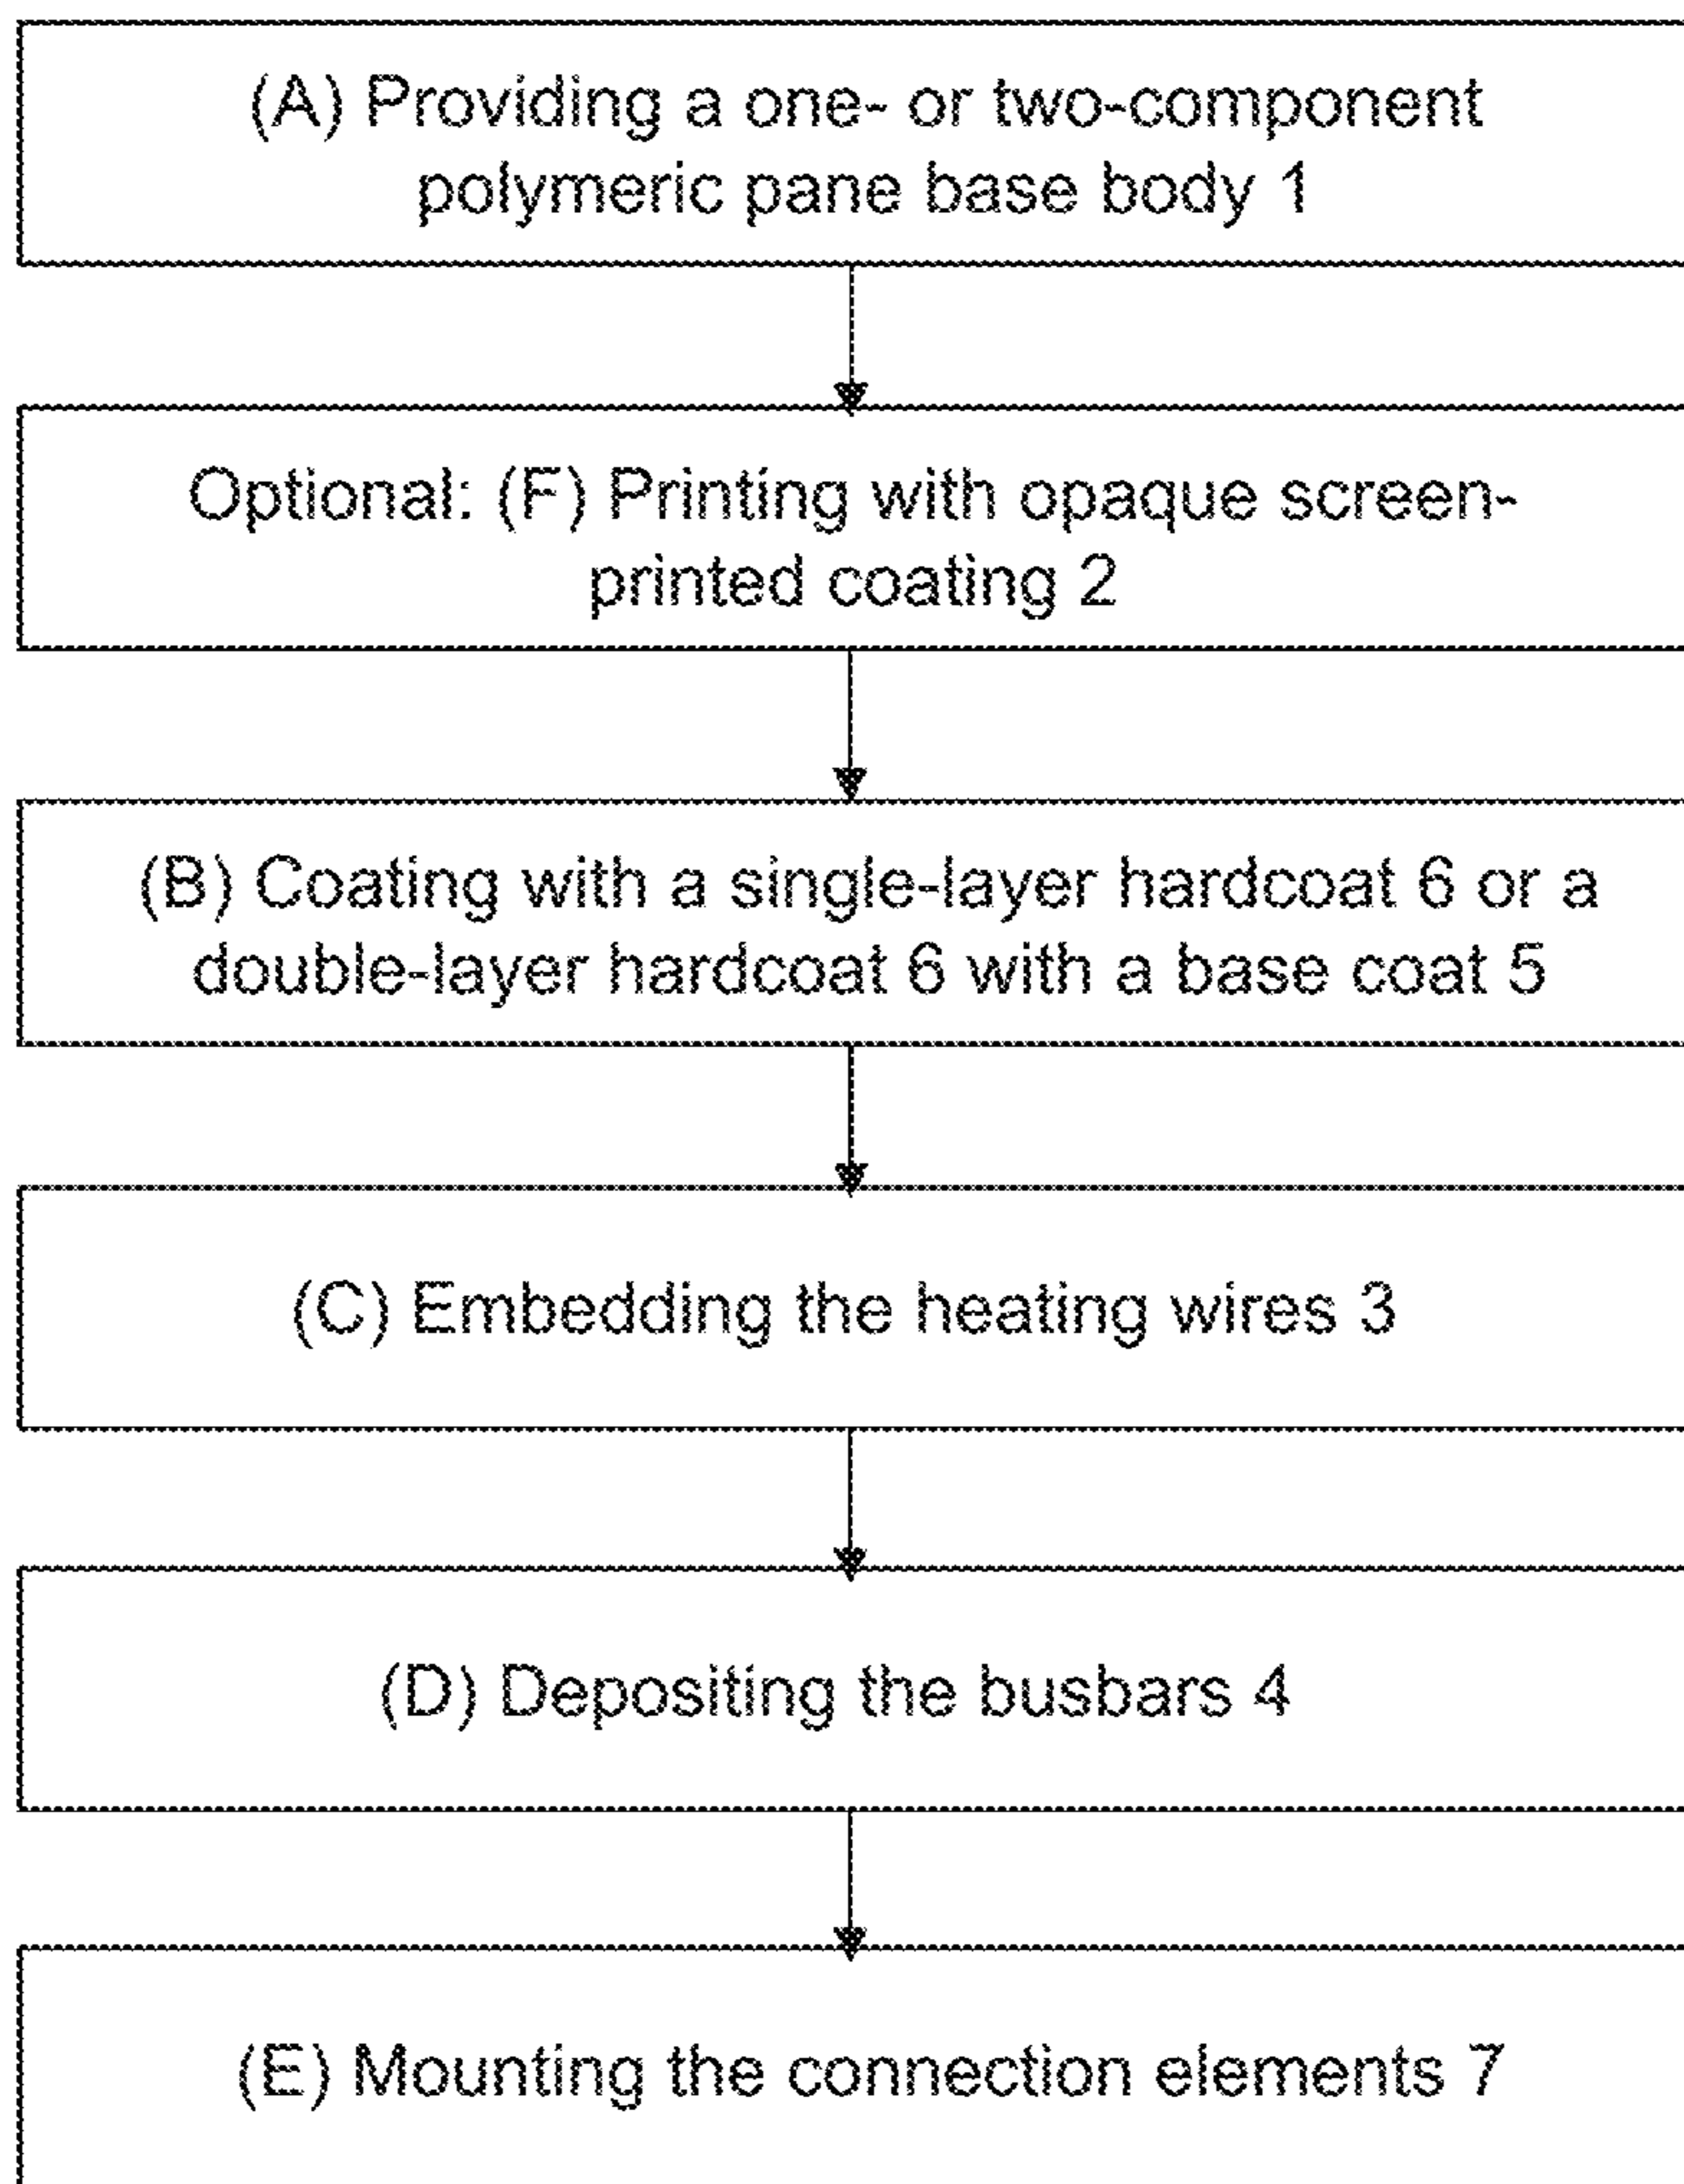 (A) Providing a one- or two-component
polymeric pane base body 1
Optional: (F) Printing with opaque screen-
printed coating 2
(B) Coating with a single-layer hardcoat 6 or a
double-layer hardcoat 6 with a base coat 5
(C) Embedding the heating wires 3
(D) Depositing the busbars 4
(E) Mounting the connection elements 7